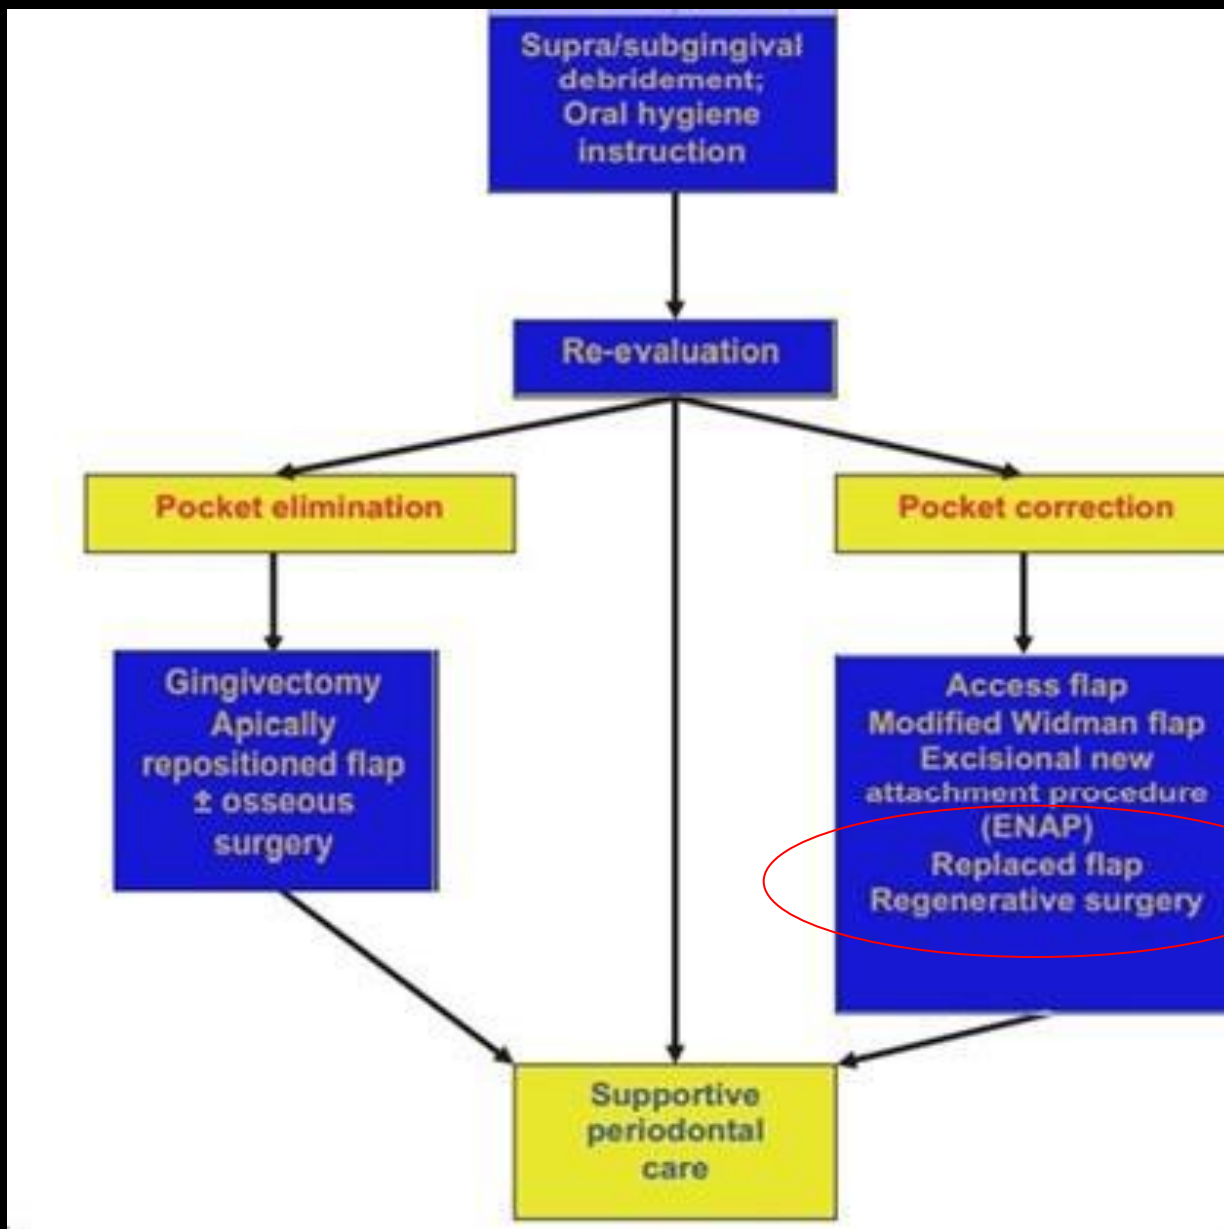 Supra/subgingival
debridement;
Oral hygiene
instruction
Re-evaluation
Pocket elimination
Pocket correction
Gingivectomy
Apically
repositioned flap
± osseous
surgery
Access flap
Modified Widman flap
Excisional new
attachment procedure
(ENAP)
Replaced flap
Regenerative surgery
Supportive
periodontal
care